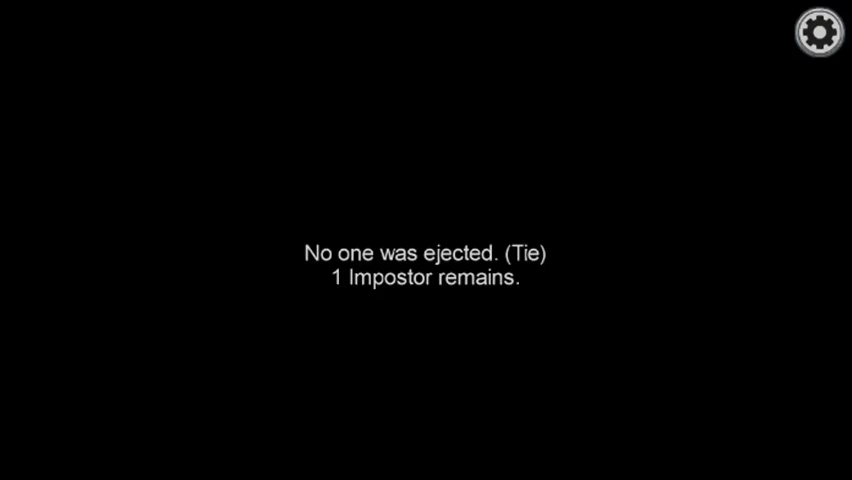 No one was ejected. (Tie)
1 Impostor remains.